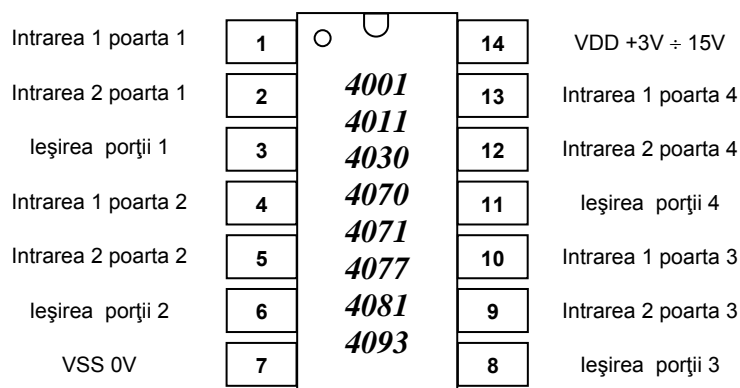 Intrarea 1 poarta 1 1 14 VDD +3V ÷ 15V
Intrarea 2 poarta 1 2 4001 13 Intrarea 1 poarta 4
4011
Ieşirea porţii 1 3 4030 12 Intrarea 2 poarta 4
Intrarea 1 poarta 2 4 4070 11 Ieşirea porţii 4
4071
Intrarea 2 poarta 2 5 4077 10 Intrarea 1 poarta 3
Ieşirea porţii 2 6 4081 9 Intrarea 2 poarta 3
4093
VSS 0V 7 8 Ieşirea porţii 3